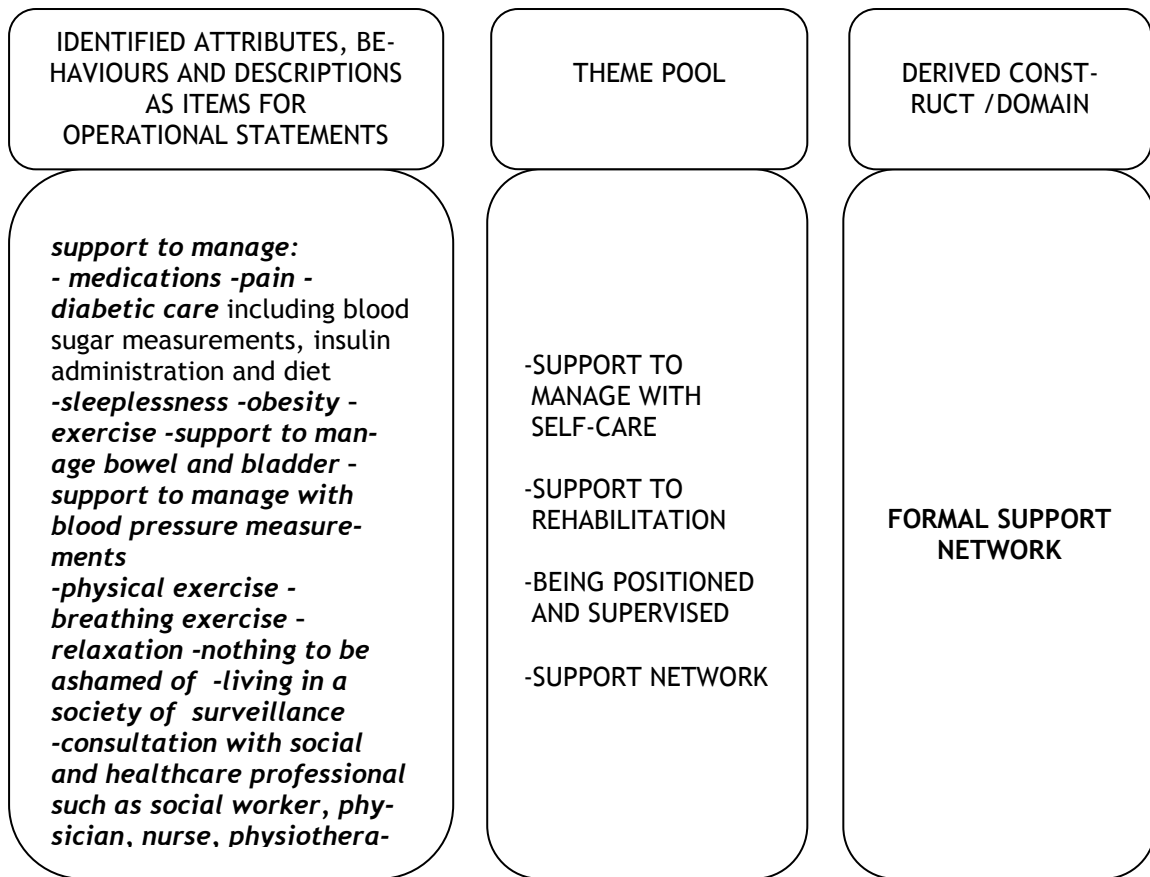 IDENTIFIED ATTRIBUTES, BE-
HAVIOURS AND DESCRIPTIONS
AS ITEMS FOR
OPERATIONAL STATEMENTS
THEME POOL
DERIVED CONST-
RUCT /DOMAIN
support to manage:
- medications -pain -
diabetic care including blood
sugar measurements, insulin
administration and diet
-sleeplessness -obesity –
exercise -support to man-
age bowel and bladder –
support to manage with
blood pressure measure-
ments
-physical exercise -
breathing exercise –
relaxation -nothing to be
ashamed of -living in a
society of surveillance
-consultation with social
and healthcare professional
such as social worker, phy-
sician, nurse, physiothera-
-SUPPORT TO
MANAGE WITH
SELF-CARE
-SUPPORT TO
REHABILITATION
-BEING POSITIONED
AND SUPERVISED
-SUPPORT NETWORK
FORMAL SUPPORT
NETWORK